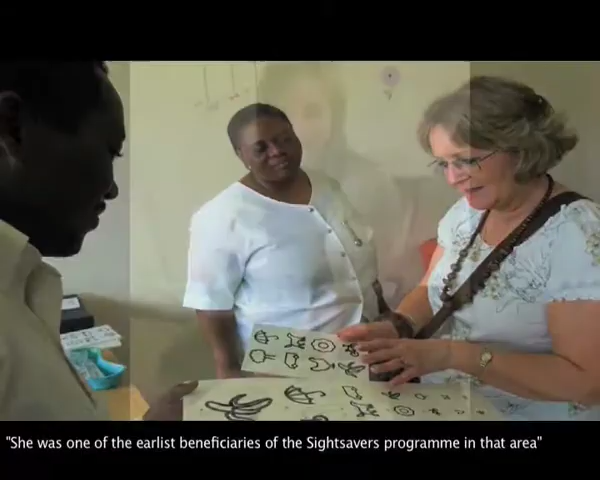 "She was one of the earlist beneficiaries of the Sightsavers programme in that area"